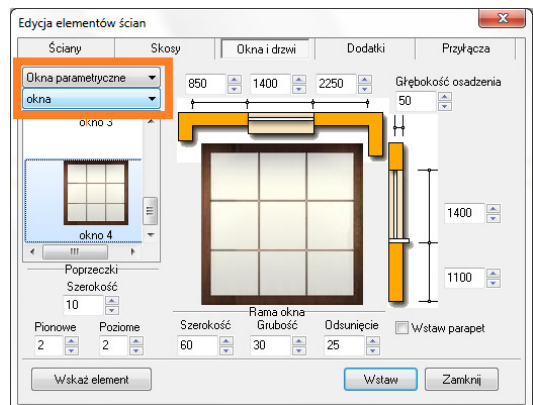 Edycja elementów ścian
Ściany Skosy Okna i drzwi Dodatki Przyłącza
Okna parametryczne
okna
850 1400 2250
Głębokość osadzenia
50
okno 3
okno 4
1400
1100
Poprzeczki
Szerokość
10
Pionowe Poziome
2 2
Rama okna
Szerokość Grubość Odsunięcie
60 30 25
Wstaw parapet
Wskaż element Wstaw Zamknij